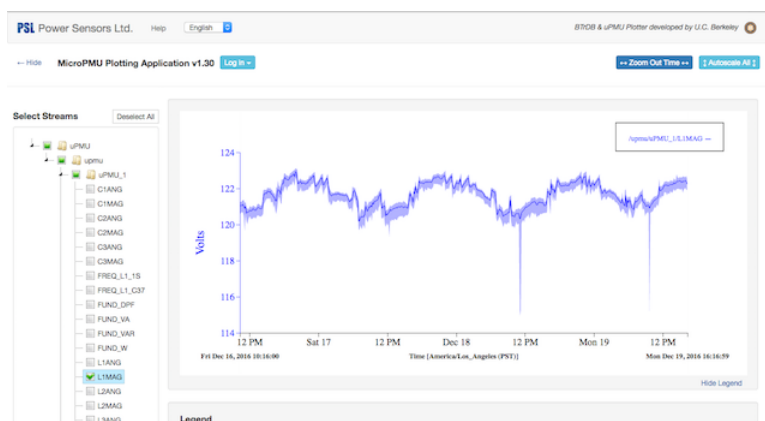 PSL Power Sensors Ltd. Help English BTrDB & uPMU Plotter developed by U.C. Berkeley
← Hide MicroPMU Plotting Application v1.30 Log in ↔ Zoom Out Time ↔ ↕ Autoscale All ↕
Select Streams Deselect All
uPMU
upmu
uPMU_1
C1ANG
C1MAG
C2ANG
C2MAG
C3ANG
C3MAG
FREQ_L1_1S
FREQ_L1_C37
FUND_DPF
FUND_VA
FUND_VAR
FUND_W
L1ANG
L1MAG
L2ANG
L2MAG
L3ANG
/upmu/uPMU_1/L1MAG —
124
122
120
118
116
114
Volts
12 PM Sat 17 12 PM Dec 18 12 PM Mon 19 12 PM
Fri Dec 16, 2016 10:16:00 Time [America/Los_Angeles (PST)] Mon Dec 19, 2016 16:16:59
Hide Legend
Legend